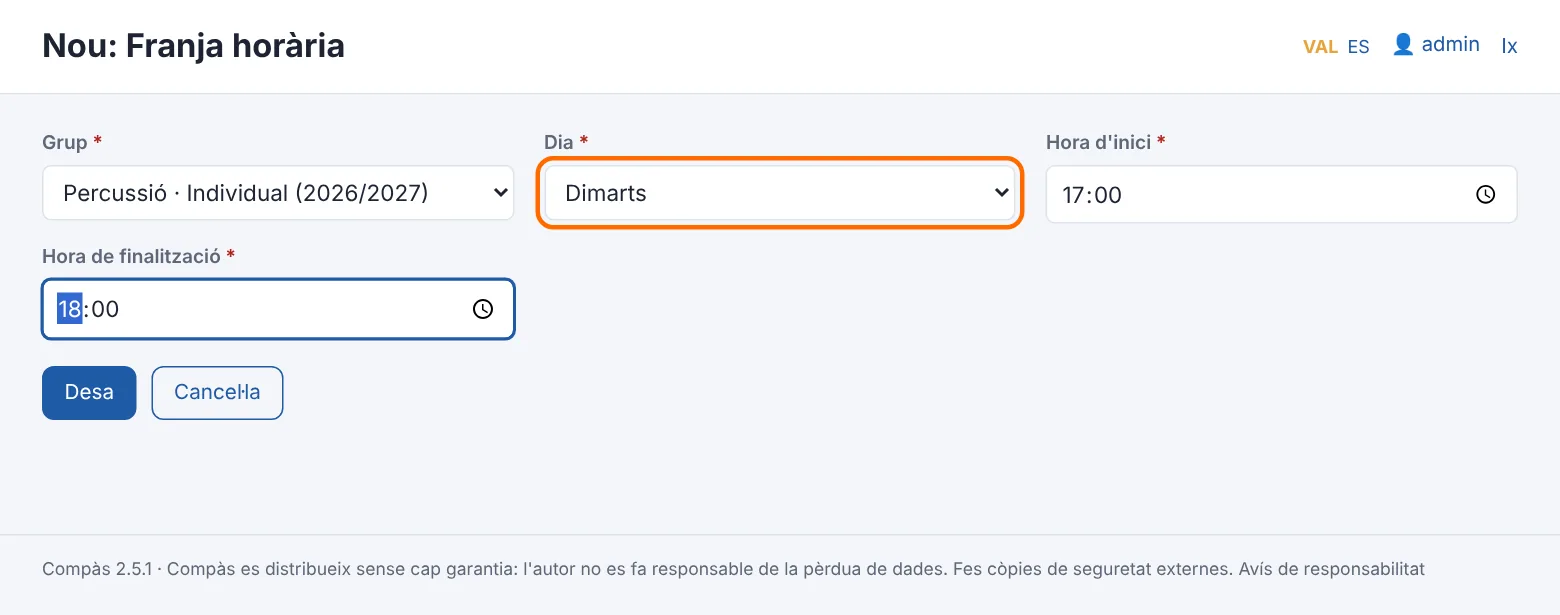 Nou: Franja horària
VAL ES admin Ix
Grup *
Percussió · Individual (2026/2027)
Dia *
Dimarts
Hora d'inici *
17:00
Hora de finalització *
18:00
Desa Cancel·la
Compàs 2.5.1 · Compàs es distribueix sense cap garantia: l'autor no es fa responsable de la pèrdua de dades. Fes còpies de seguretat externes. Avís de responsabilitat